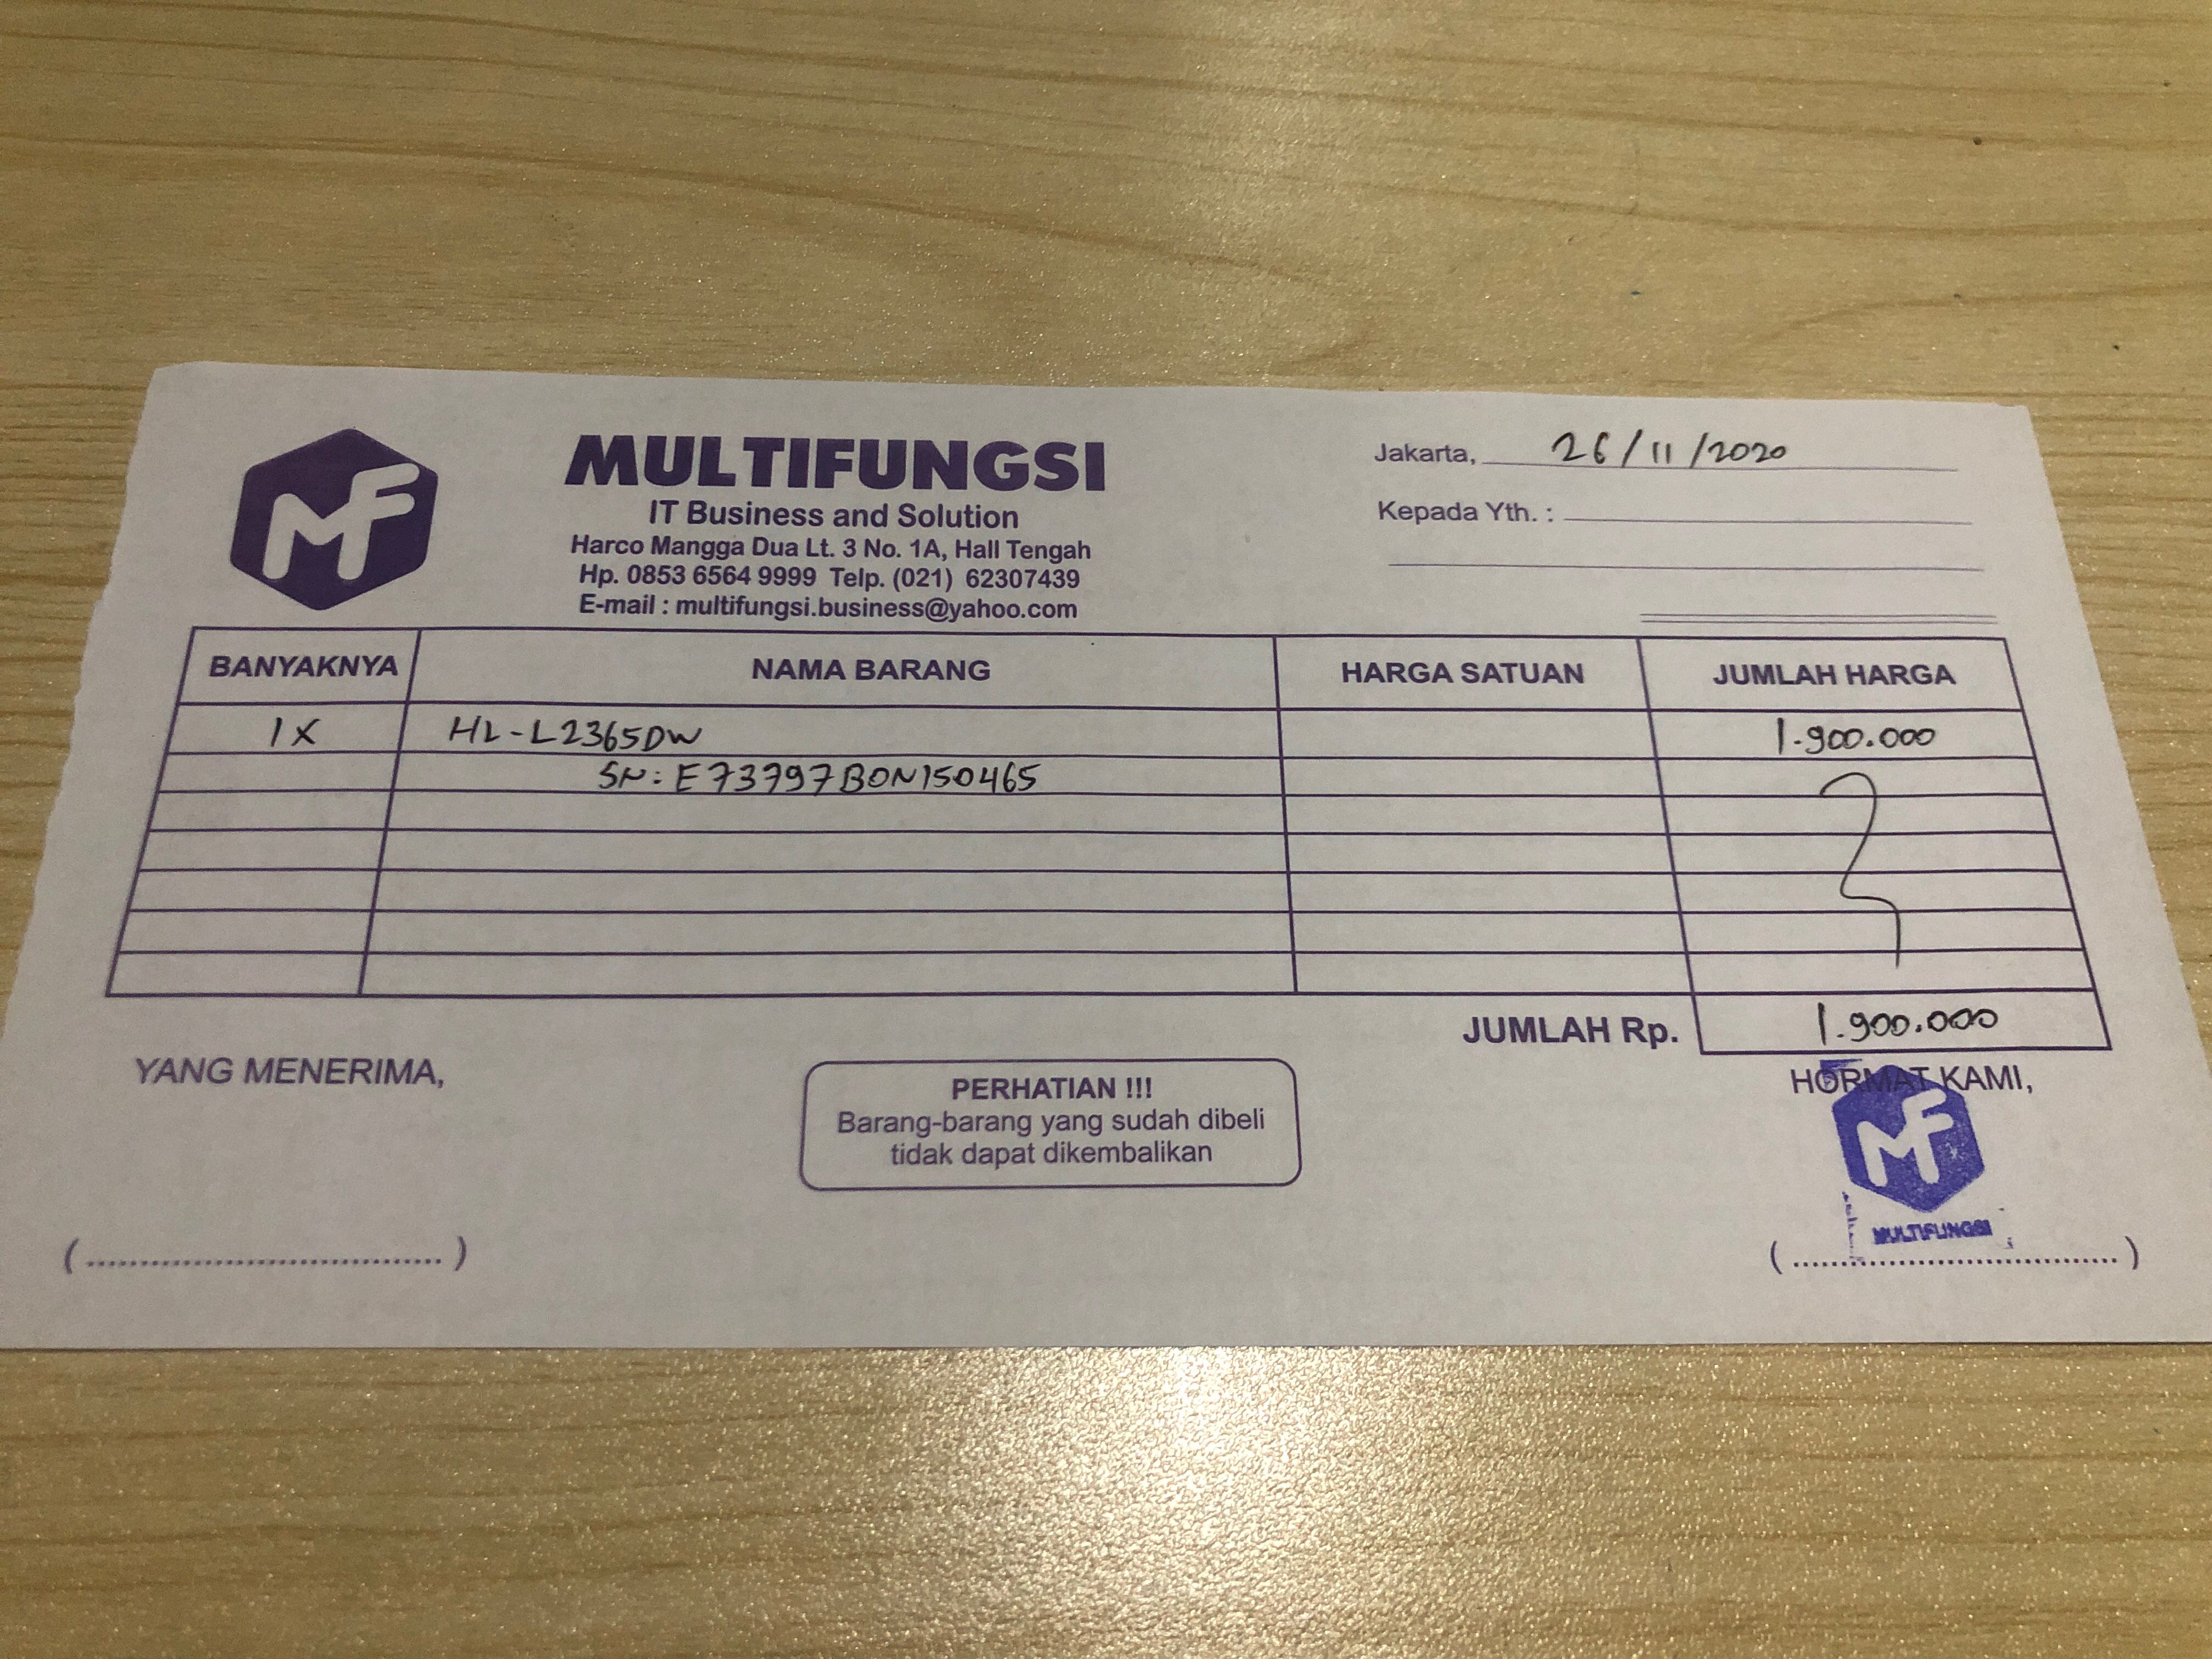 MF
MULTIFUNGSI
IT Business and Solution
Harco Mangga Dua Lt. 3 No. 1A, Hall Tengah
Hp. 0853 6564 9999 Telp. (021) 62307439
E-mail : multifungsi.business@yahoo.com
Jakarta, 26/11/2020
Kepada Yth. :
BANYAKNYA NAMA BARANG HARGA SATUAN JUMLAH HARGA
1X HL-L2365DW 1.900.000
SN: E73797B0N150465
JUMLAH Rp. 1.900.000
YANG MENERIMA,
PERHATIAN !!!
Barang-barang yang sudah dibeli
tidak dapat dikembalikan
HORMAT KAMI,
MF
MULTIFUNGSI
(..................................)
(..................................)